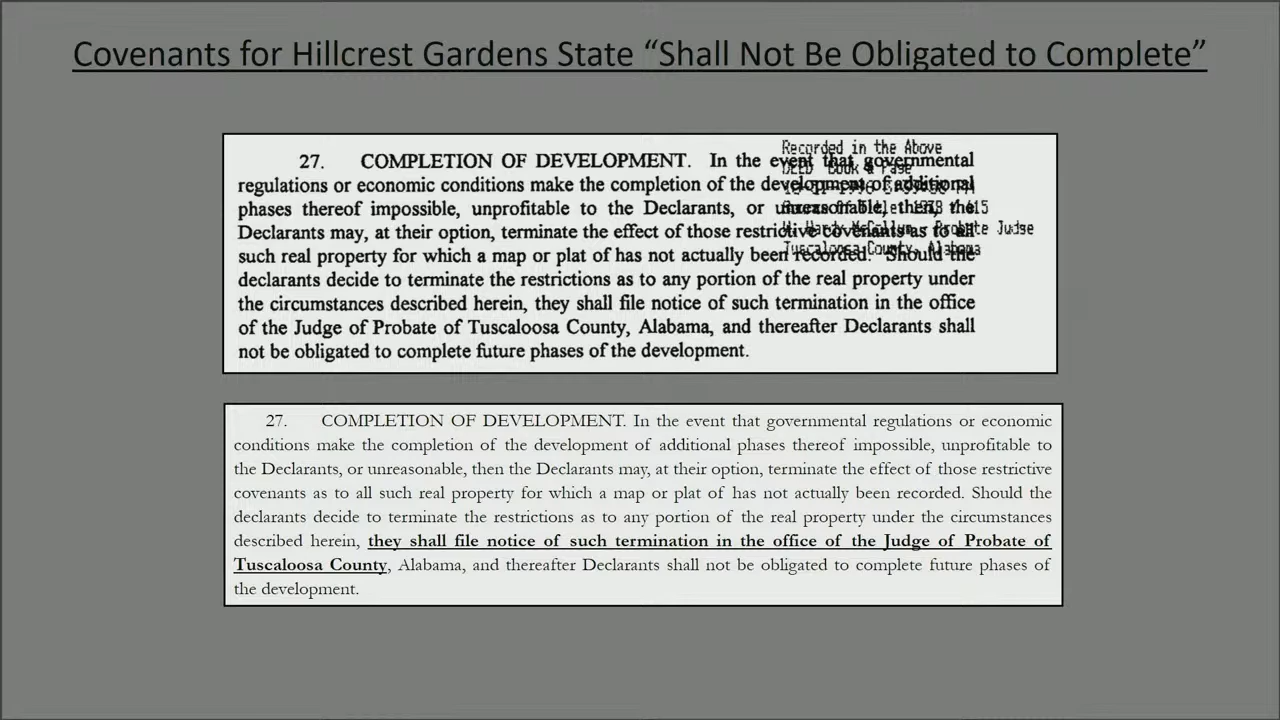 Covenants for Hillcrest Gardens State “Shall Not Be Obligated to Complete”
27. COMPLETION OF DEVELOPMENT. In the event that governmental
regulations or economic conditions make the completion of the development of additional
phases thereof impossible, unprofitable to the Declarants, or unreasonable, then, the
Declarants may, at their option, terminate the effect of those restrictive covenants as to all
such real property for which a map or plat of has not actually been recorded. Should the
declarants decide to terminate the restrictions as to any portion of the real property under
the circumstances described herein, they shall file notice of such termination in the office
of the Judge of Probate of Tuscaloosa County, Alabama, and thereafter Declarants shall
not be obligated to complete future phases of the development.
Recorded in the Above
DEED Book & Page
Probate Judge
Tuscaloosa County, Alabama
27. COMPLETION OF DEVELOPMENT. In the event that governmental regulations or economic
conditions make the completion of the development of additional phases thereof impossible, unprofitable to
the Declarants, or unreasonable, then the Declarants may, at their option, terminate the effect of those restrictive
covenants as to all such real property for which a map or plat of has not actually been recorded. Should the
declarants decide to terminate the restrictions as to any portion of the real property under the circumstances
described herein, they shall file notice of such termination in the office of the Judge of Probate of
Tuscaloosa County, Alabama, and thereafter Declarants shall not be obligated to complete future phases of
the development.